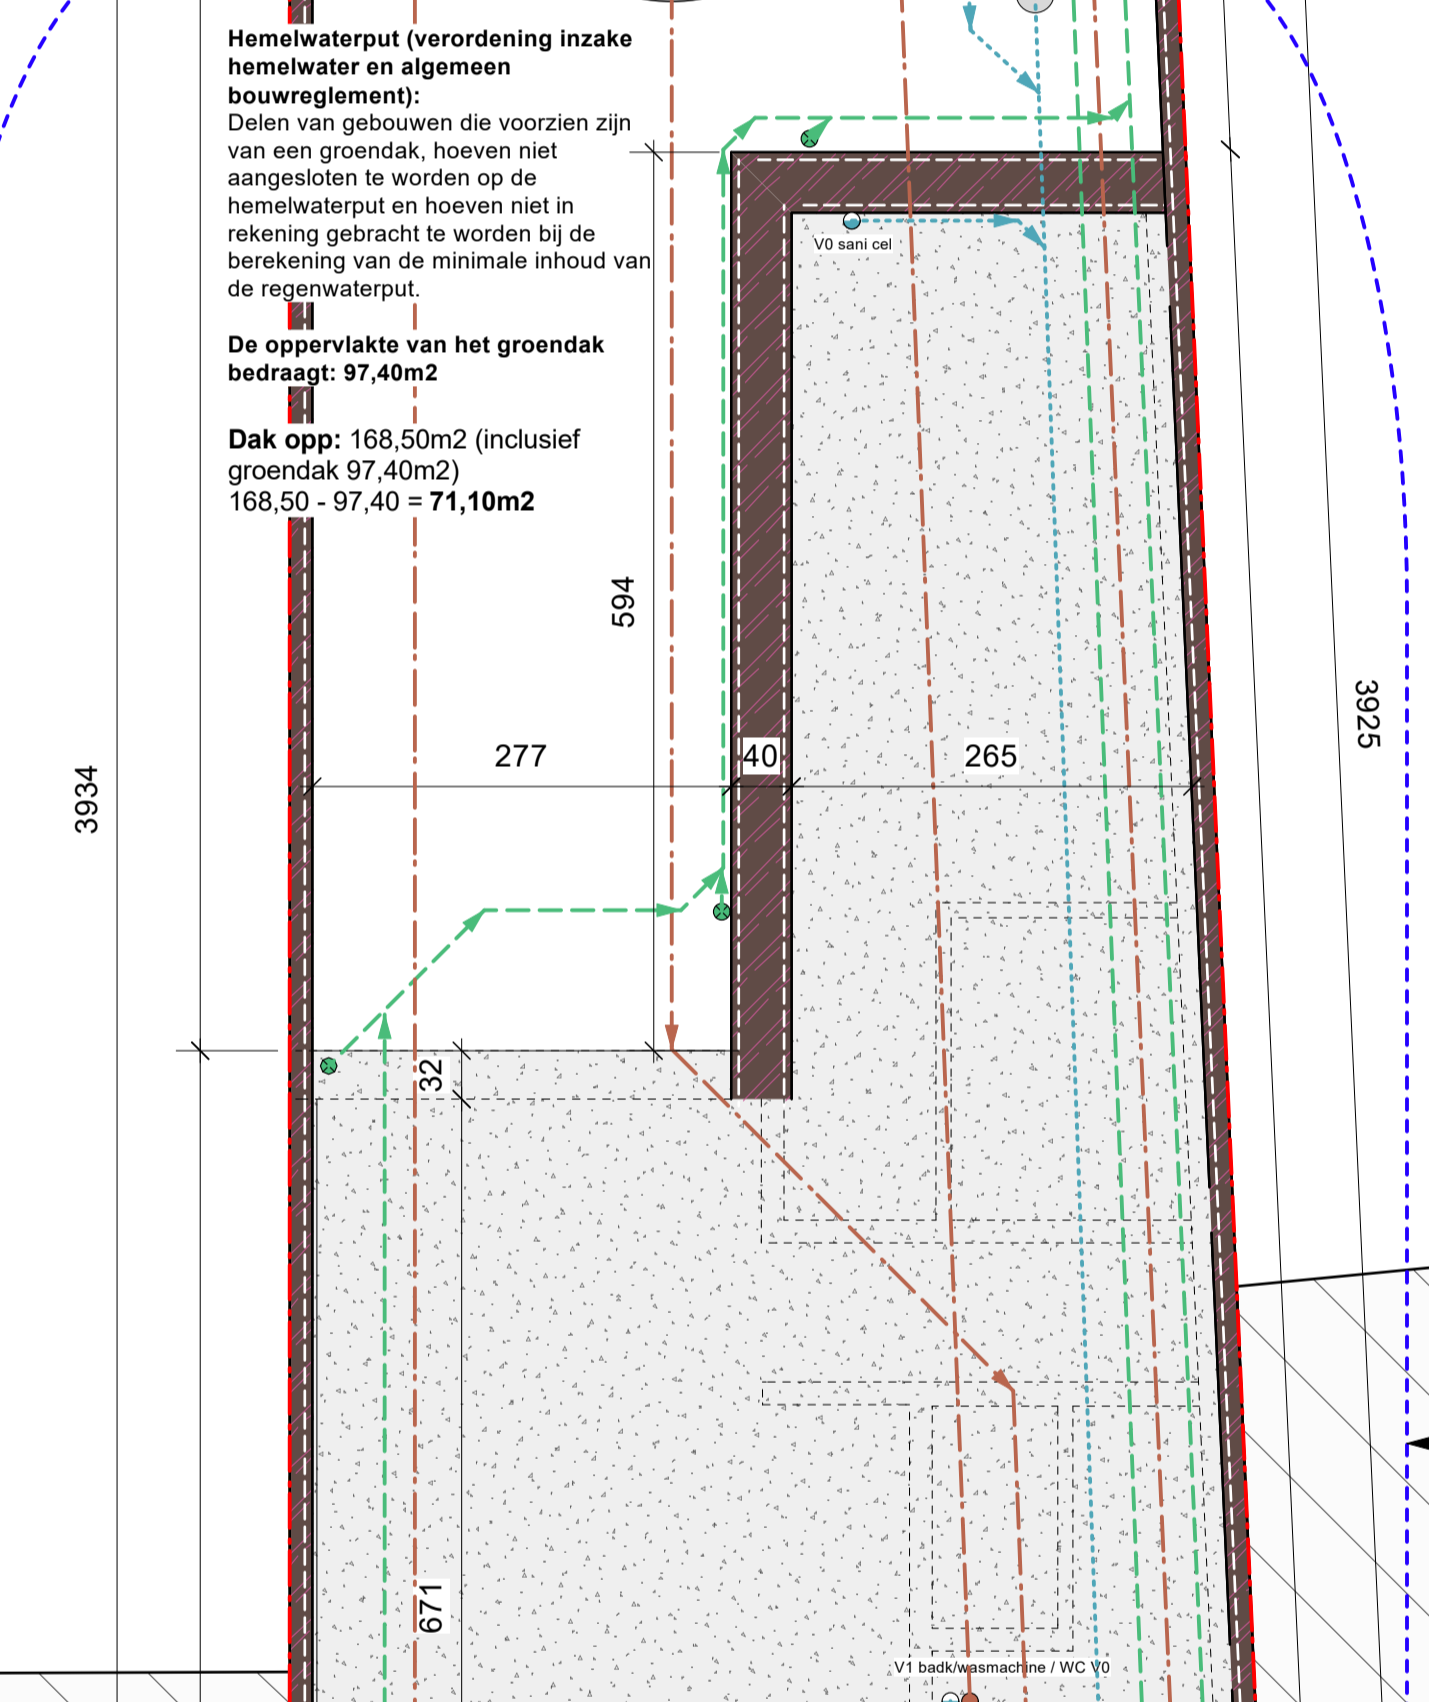 Hemelwaterput (verordening inzake
hemelwater en algemeen
bouwreglement):
Delen van gebouwen die voorzien zijn
van een groendak, hoeven niet
aangesloten te worden op de
hemelwaterput en hoeven niet in
rekening gebracht te worden bij de
berekening van de minimale inhoud van
de regenwaterput.
De oppervlakte van het groendak
bedraagt: 97,40m2
Dak opp: 168,50m2 (inclusief
groendak 97,40m2)
168,50 - 97,40 = 71,10m2
V0 sani cel
594
3925
277
40
265
3934
32
671
V1 badk/wasmachine / WC V0